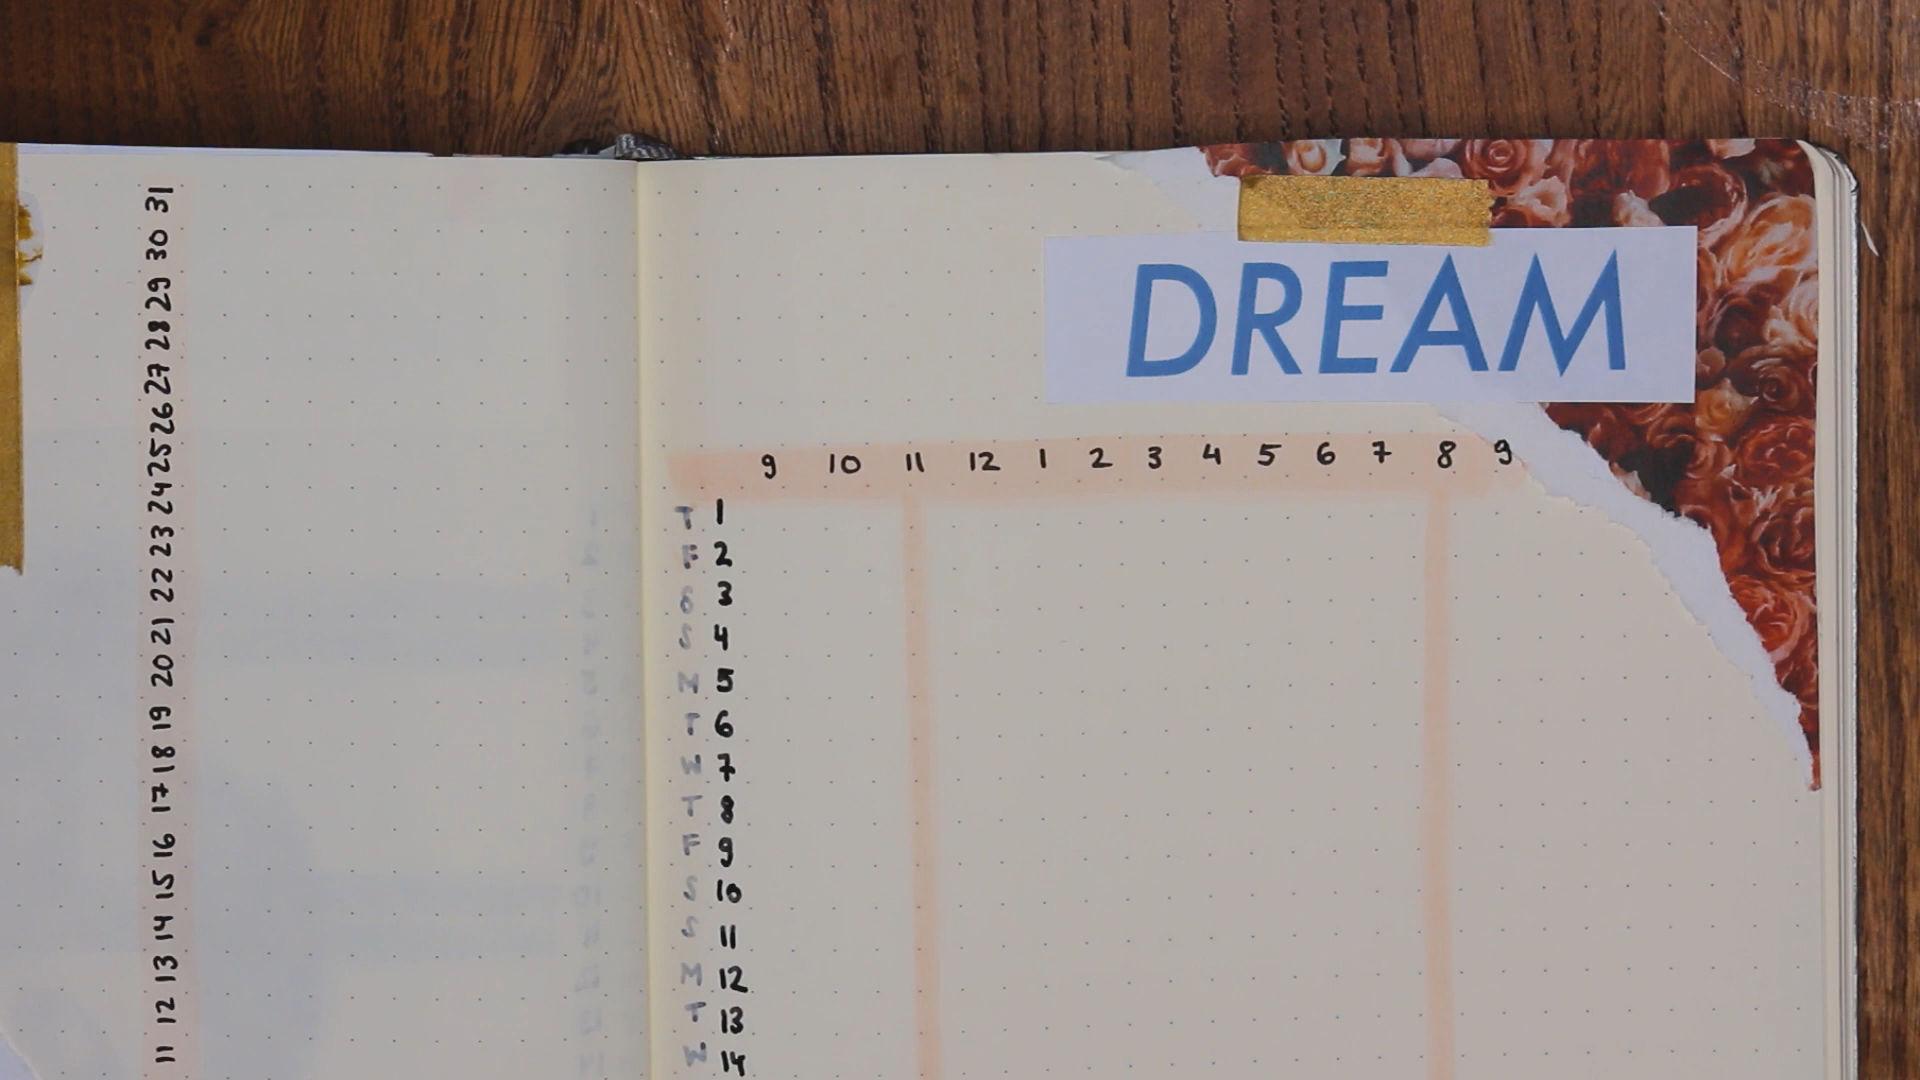 31
30
29
28
27
26
25
24
23
22
21
20
19
18
17
16
15
14
13
12
11
DREAM
9 10 11 12 1 2 3 4 5 6 7 8 9
T 1
F 2
S 3
S 4
M 5
T 6
W 7
T 8
F 9
S 10
S 11
M 12
T 13
W 14